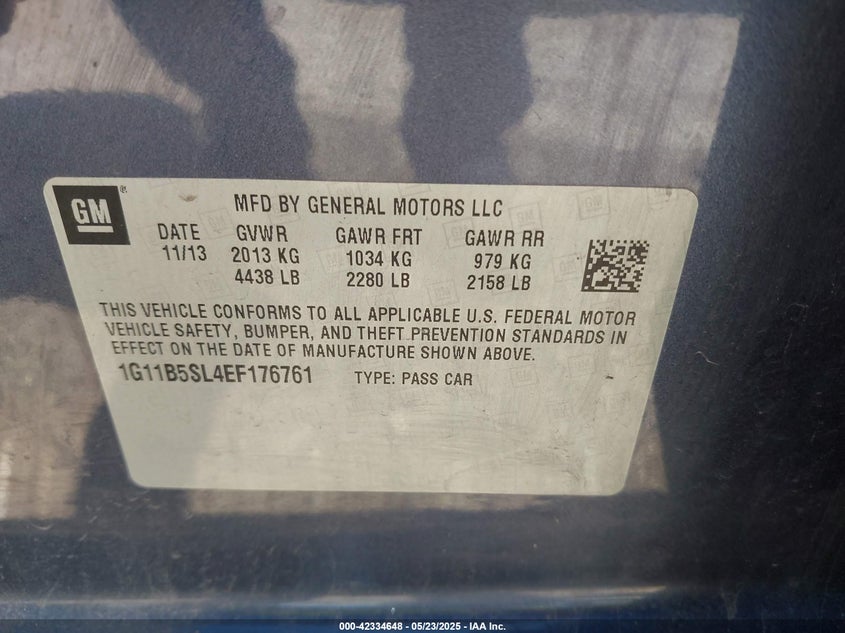 GM ®
MFD BY GENERAL MOTORS LLC
DATE GVWR GAWR FRT GAWR RR
11/13 2013 KG 1034 KG 979 KG
4438 LB 2280 LB 2158 LB
THIS VEHICLE CONFORMS TO ALL APPLICABLE U.S. FEDERAL MOTOR
VEHICLE SAFETY, BUMPER, AND THEFT PREVENTION STANDARDS IN
EFFECT ON THE DATE OF MANUFACTURE SHOWN ABOVE.
1G11B5SL4EF176761 TYPE: PASS CAR
000-42334648 - 05/23/2025 - IAA Inc.